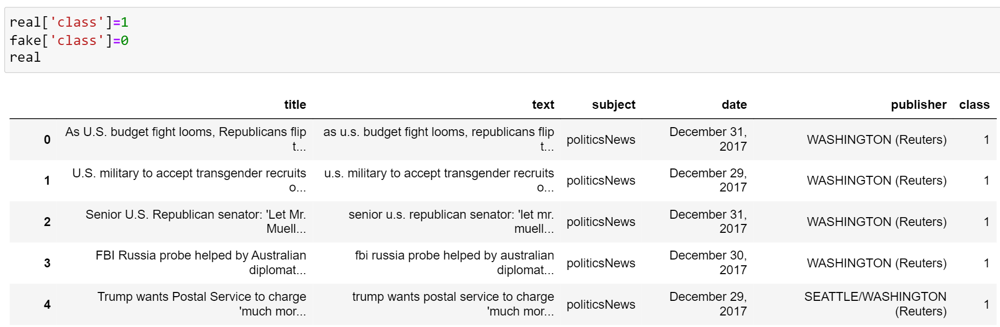 real['class']=1
fake['class']=0
real
title text subject date publisher class
0 As U.S. budget fight looms, Republicans flip t... as u.s. budget fight looms, republicans flip t... politicsNews December 31, 2017 WASHINGTON (Reuters) 1
1 U.S. military to accept transgender recruits o... u.s. military to accept transgender recruits o... politicsNews December 29, 2017 WASHINGTON (Reuters) 1
2 Senior U.S. Republican senator: 'Let Mr. Muell... senior u.s. republican senator: 'let mr. muell... politicsNews December 31, 2017 WASHINGTON (Reuters) 1
3 FBI Russia probe helped by Australian diplomat... fbi russia probe helped by australian diplomat... politicsNews December 30, 2017 WASHINGTON (Reuters) 1
4 Trump wants Postal Service to charge 'much mor... trump wants postal service to charge 'much mor... politicsNews December 29, 2017 SEATTLE/WASHINGTON (Reuters) 1